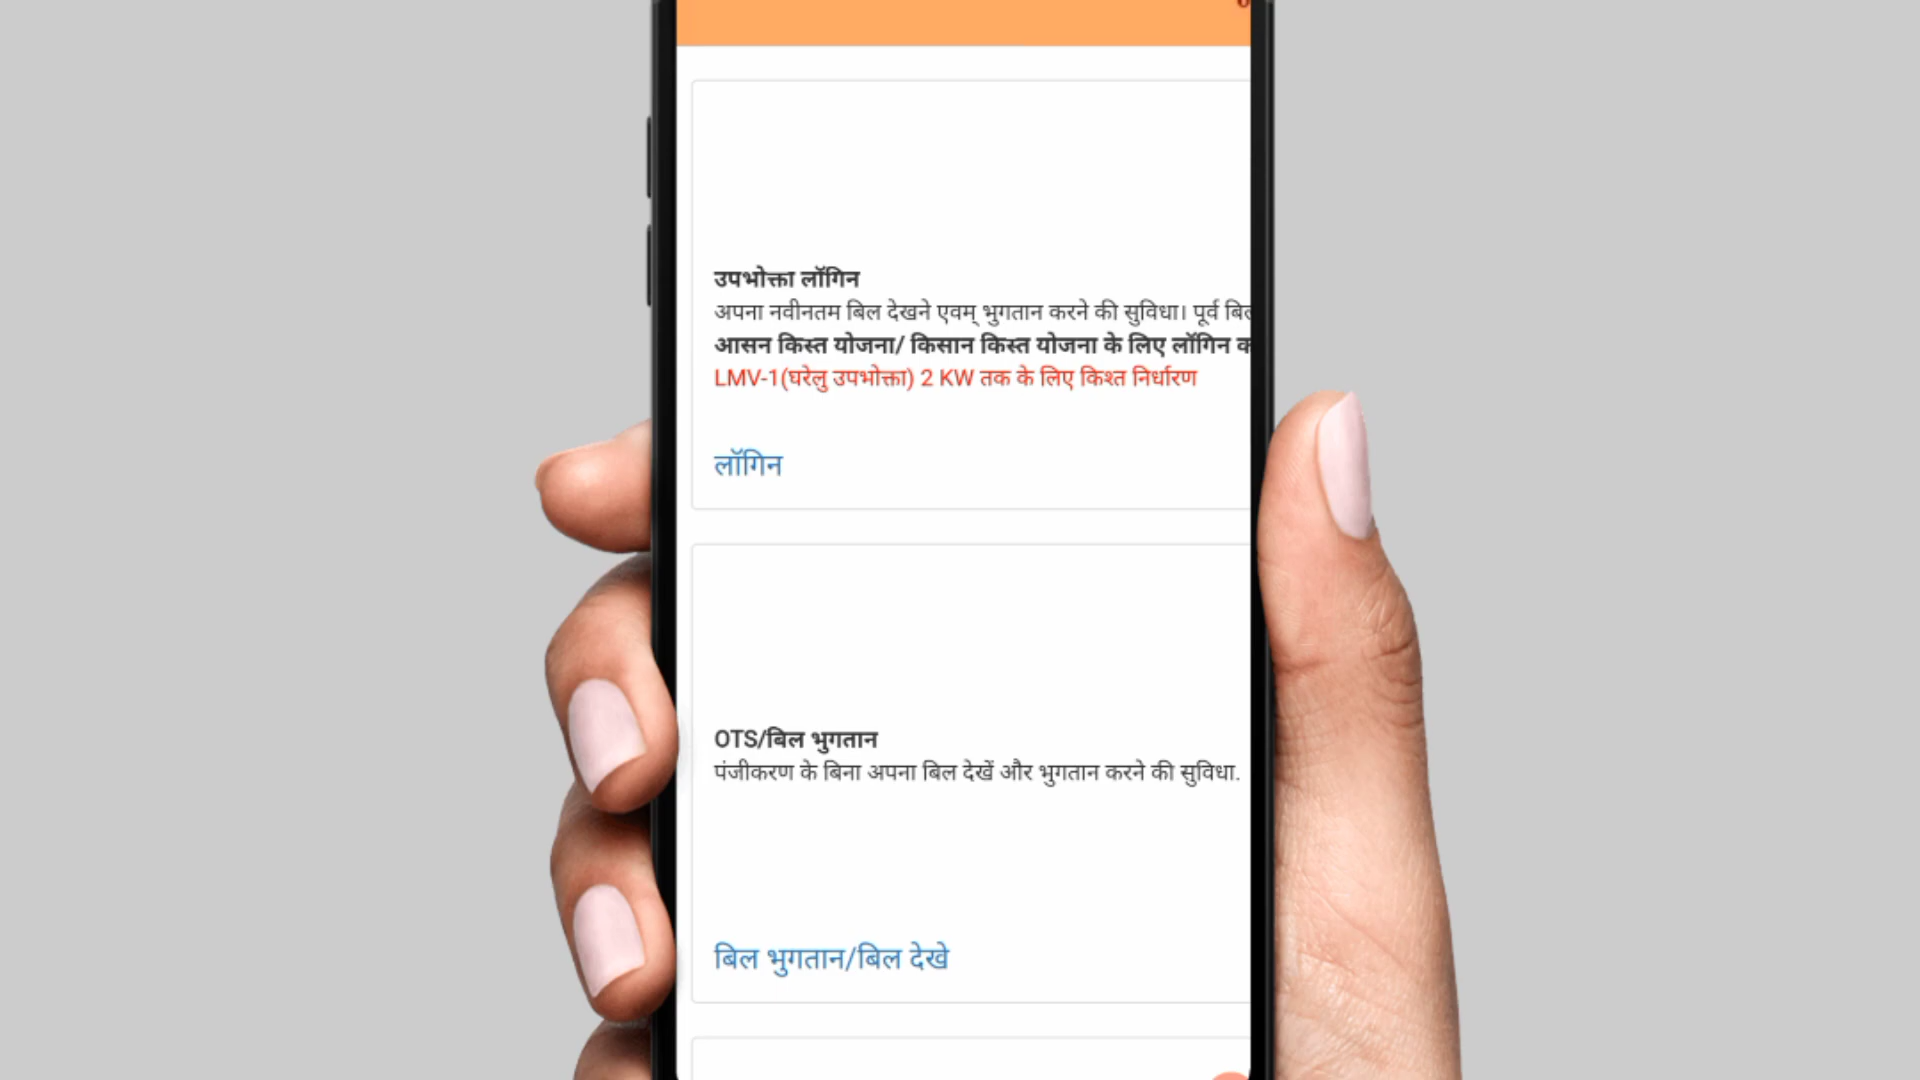 उपभोक्ता लॉगिन
अपना नवीनतम बिल देखने एवम् भुगतान करने की सुविधा। पूर्व
आसन किस्त योजना/ किसान किस्त योजना के लिए लॉगिन
LMV-1(घरेलु उपभोक्ता) 2 KW तक के लिए किश्त निर्धारण
लॉगिन
OTS/बिल भुगतान
पंजीकरण के बिना अपना बिल देखें और भुगतान करने की सुविधा.
बिल भुगतान/बिल देखे